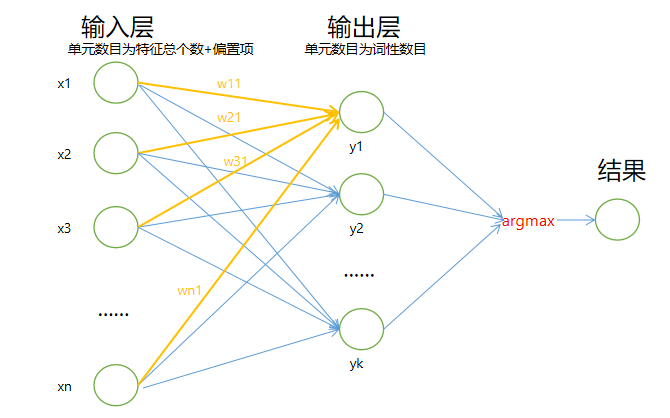 输入层
单元数目为特征总个数+偏置项
输出层
单元数目为词性数目
x1
w11
w21
y1
x2
w31
结果
x3
y2
argmax
wn1
......
......
yk
xn